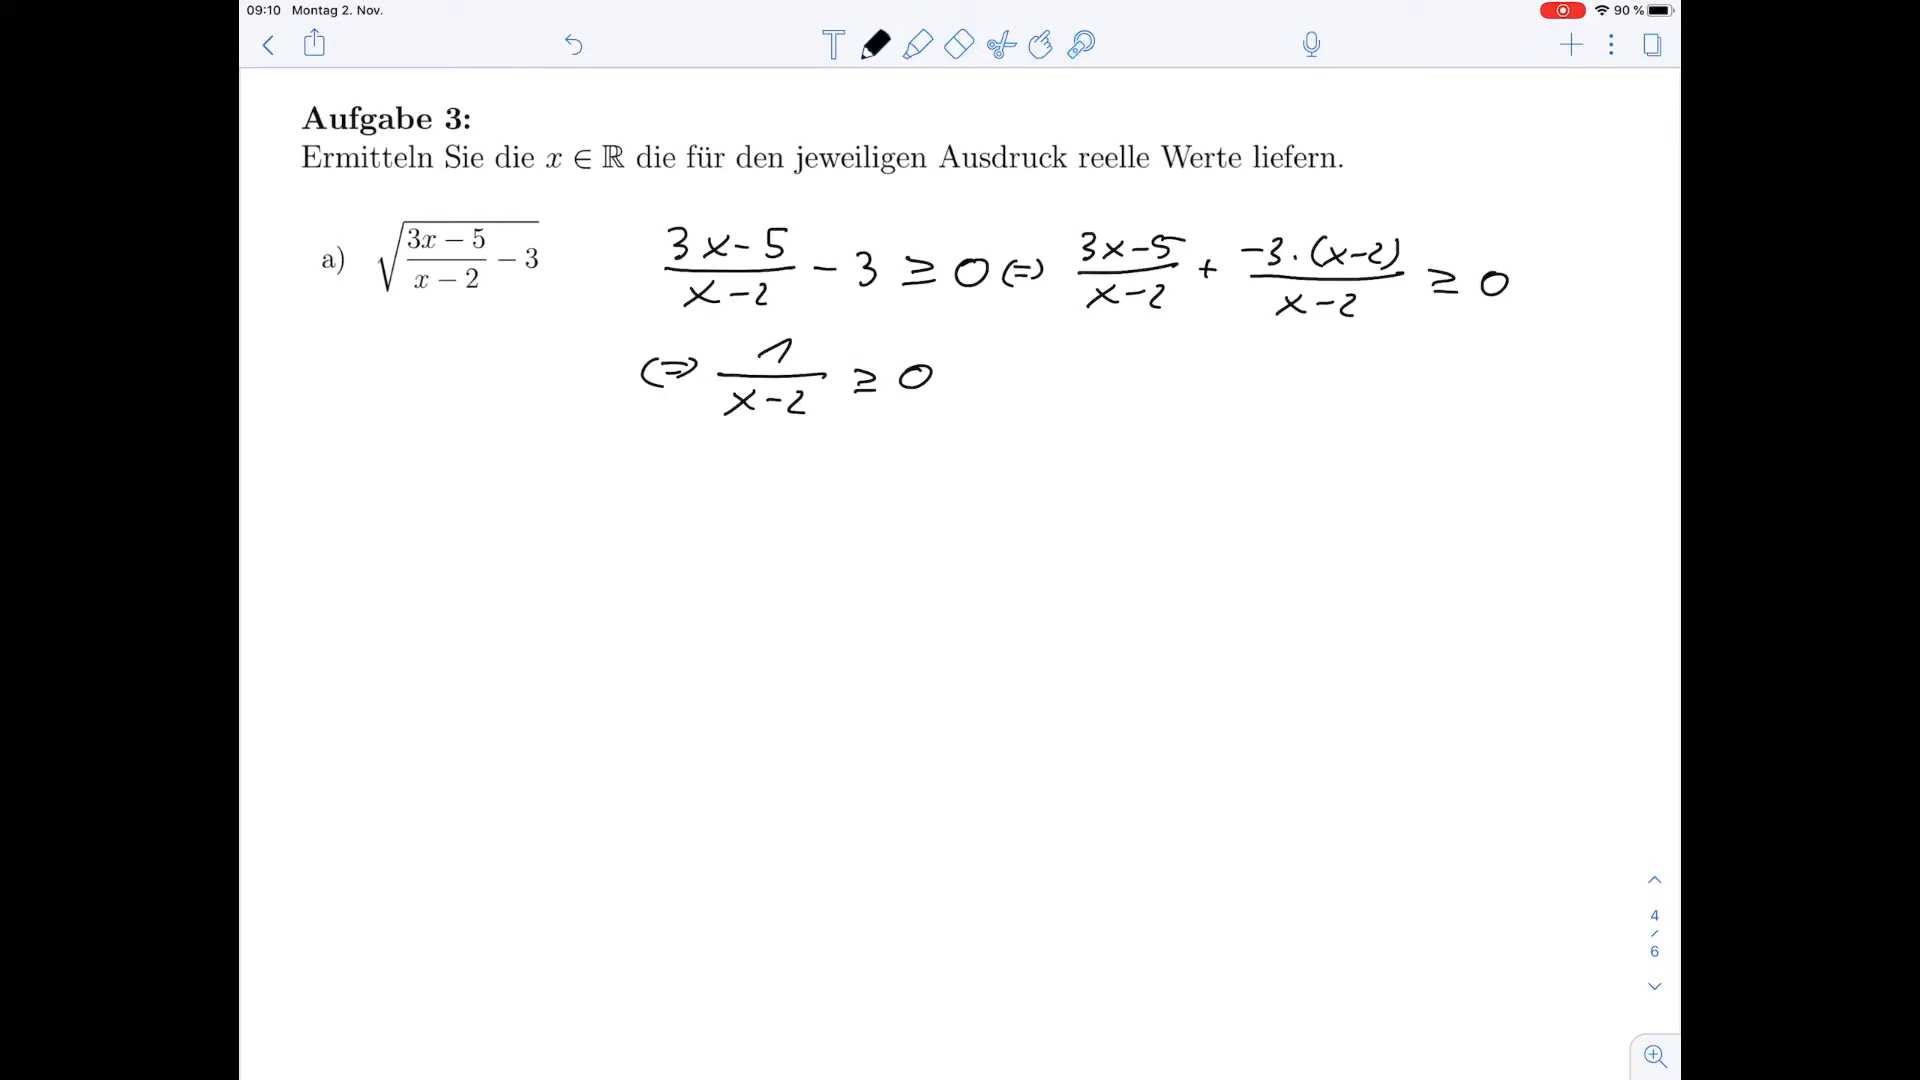 09:10 Montag 2. Nov. 90 %
Aufgabe 3:
Ermitteln Sie die x ∈ ℝ die für den jeweiligen Ausdruck reelle Werte liefern.
a) √((3x − 5)/(x − 2) − 3) (3x−5)/(x−2) − 3 ≥ 0 ⇔ (3x−5)/(x−2) + (−3·(x−2))/(x−2) ≥ 0
⇔ 1/(x−2) ≥ 0
4
/
6